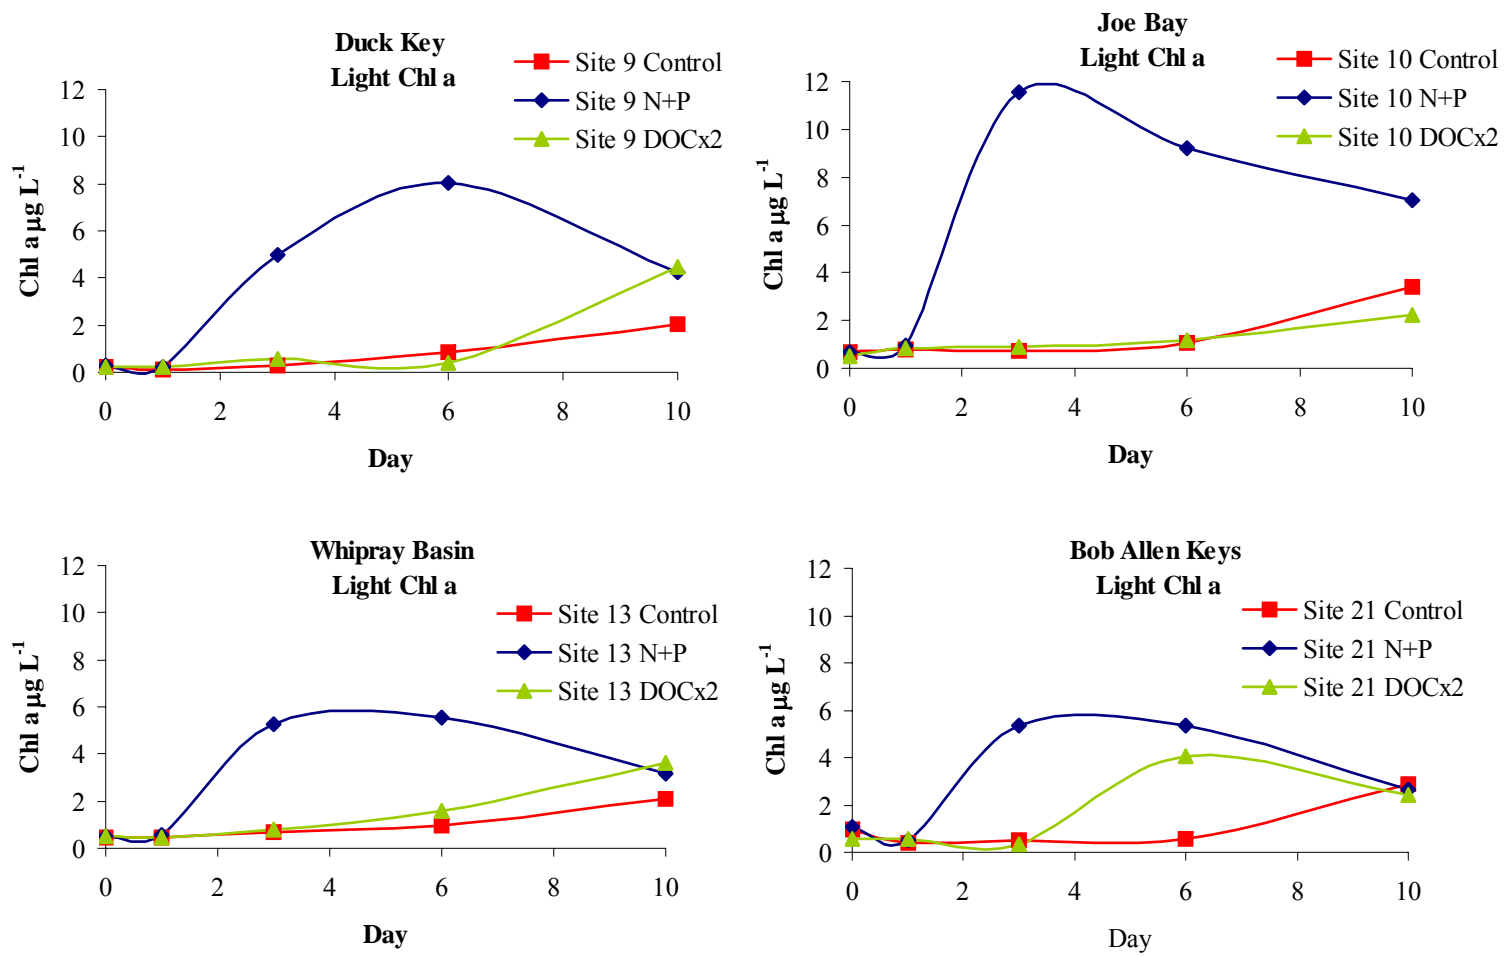 Duck Key
Light Chl a
Site 9 Control
Site 9 N+P
Site 9 DOCx2
12
10
8
6
4
2
0
0 2 4 6 8 10
Chl a µg L-1
Day
Joe Bay
Light Chl a
Site 10 Control
Site 10 N+P
Site 10 DOCx2
12
10
8
6
4
2
0
0 2 4 6 8 10
Chl a µg L-1
Day
Whipray Basin
Light Chl a
Site 13 Control
Site 13 N+P
Site 13 DOCx2
12
10
8
6
4
2
0
0 2 4 6 8 10
Chl a µg L-1
Day
Bob Allen Keys
Light Chl a
Site 21 Control
Site 21 N+P
Site 21 DOCx2
12
10
8
6
4
2
0
0 2 4 6 8 10
Chl a µg L-1
Day